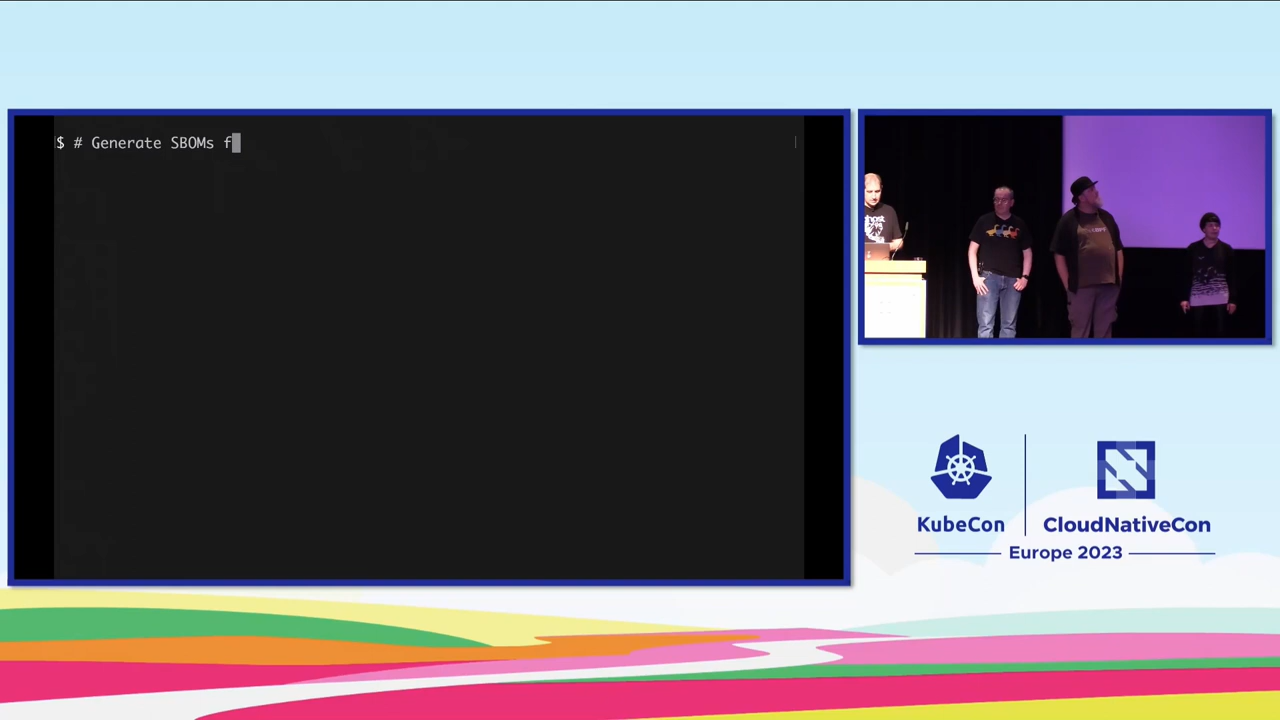 $ # Generate SBOMs f
KubeCon
CloudNativeCon
Europe 2023